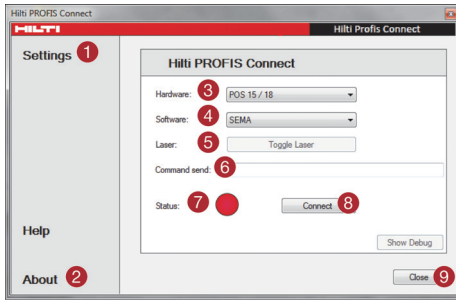 Hilti PROFIS Connect
HILTI
Hilti Profis Connect
Settings 1
Hilti PROFIS Connect
Hardware: 3 POS 15 / 18
Software: 4 SEMA
Laser: 5 Toggle Laser
Command send: 6
Status: 7 Connect 8
Help
Show Debug
About 2
Close 9